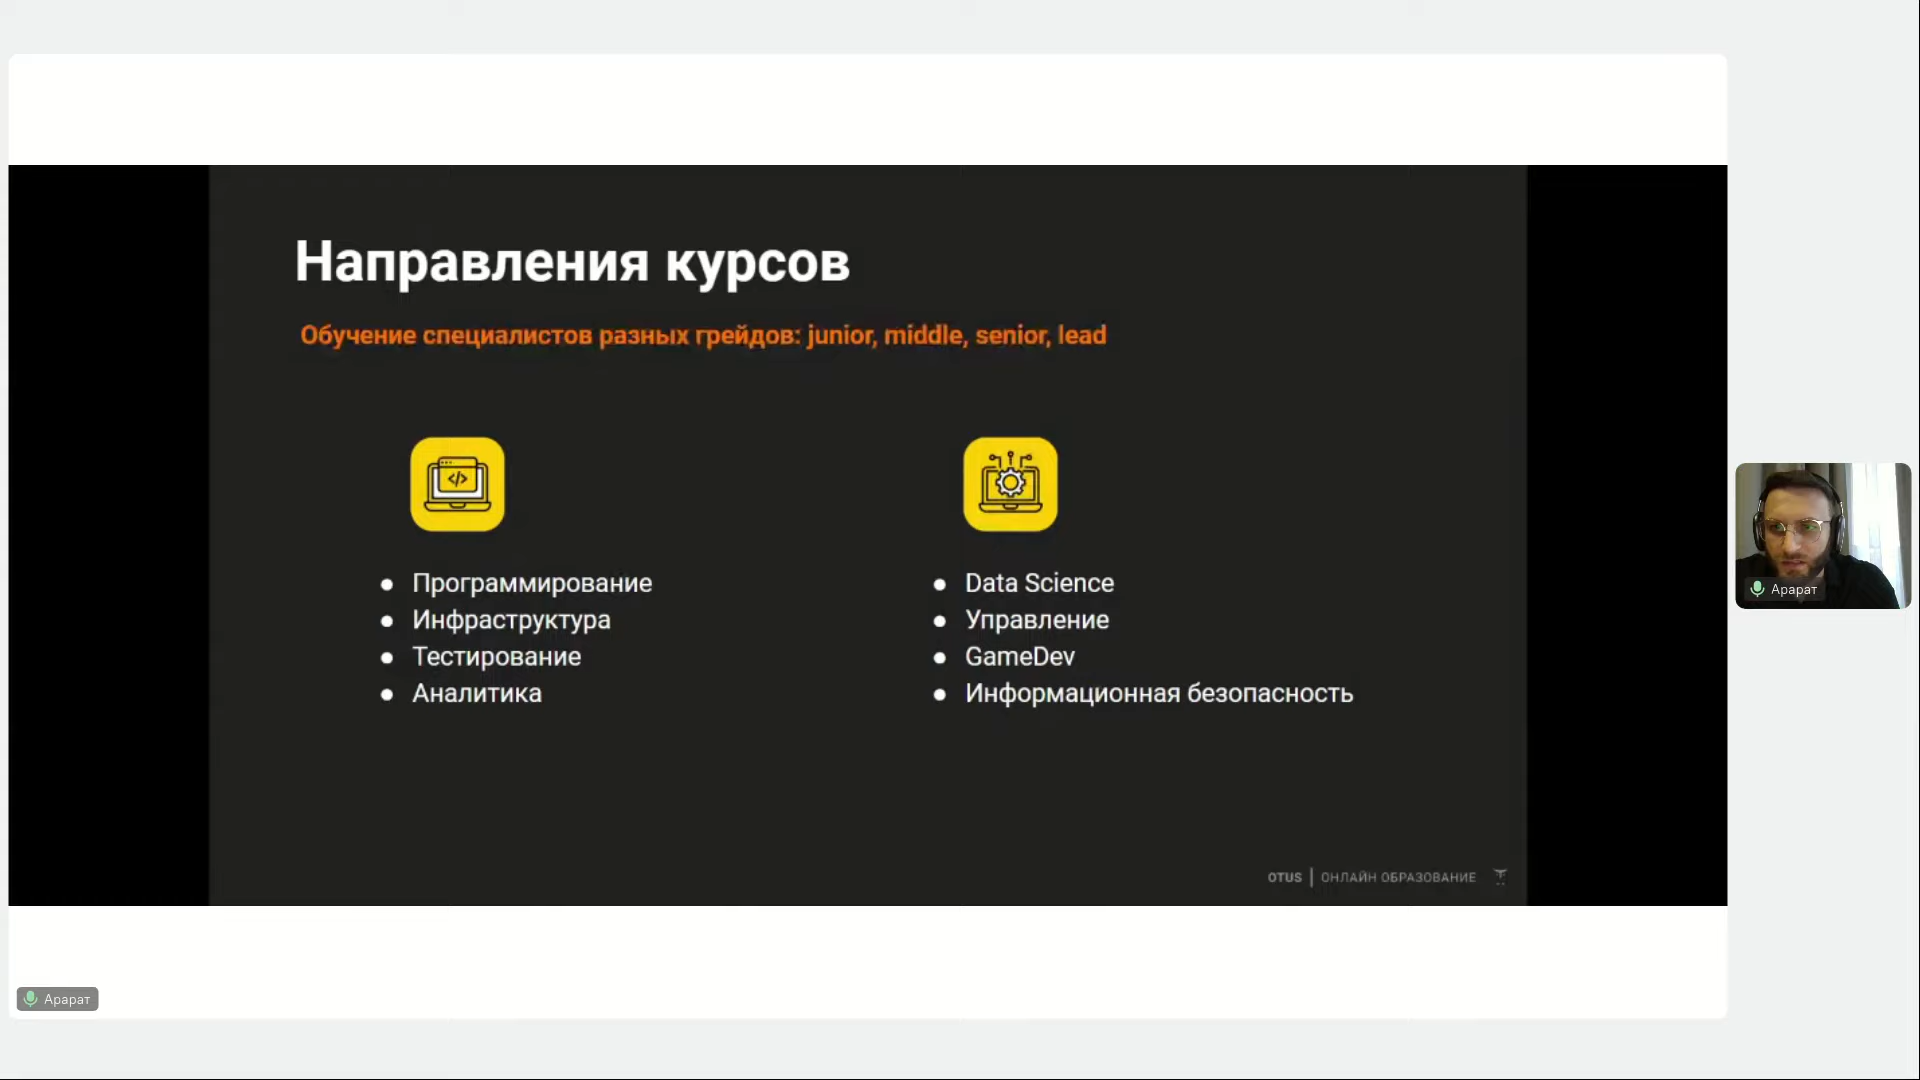 Направления курсов
Обучение специалистов разных грейдов: junior, middle, senior, lead
</>
Программирование
Инфраструктура
Тестирование
Аналитика
Data Science
Управление
GameDev
Информационная безопасность
OTUS | ОНЛАЙН ОБРАЗОВАНИЕ
Арарат
Арарат